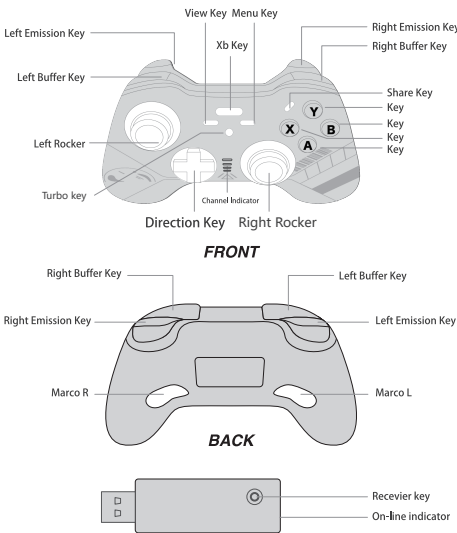 View Key Menu Key
Left Emission Key
Right Emission Key
Xb Key
Right Buffer Key
Left Buffer Key
Share Key
Y
Key
X
B
Key
Left Rocker
Key
A
Key
Turbo key
Channel Indicator
Direction Key
Right Rocker
FRONT
Right Buffer Key
Left Buffer Key
Right Emission Key
Left Emission Key
Marco R
Marco L
BACK
Recevier key
On-line indicator